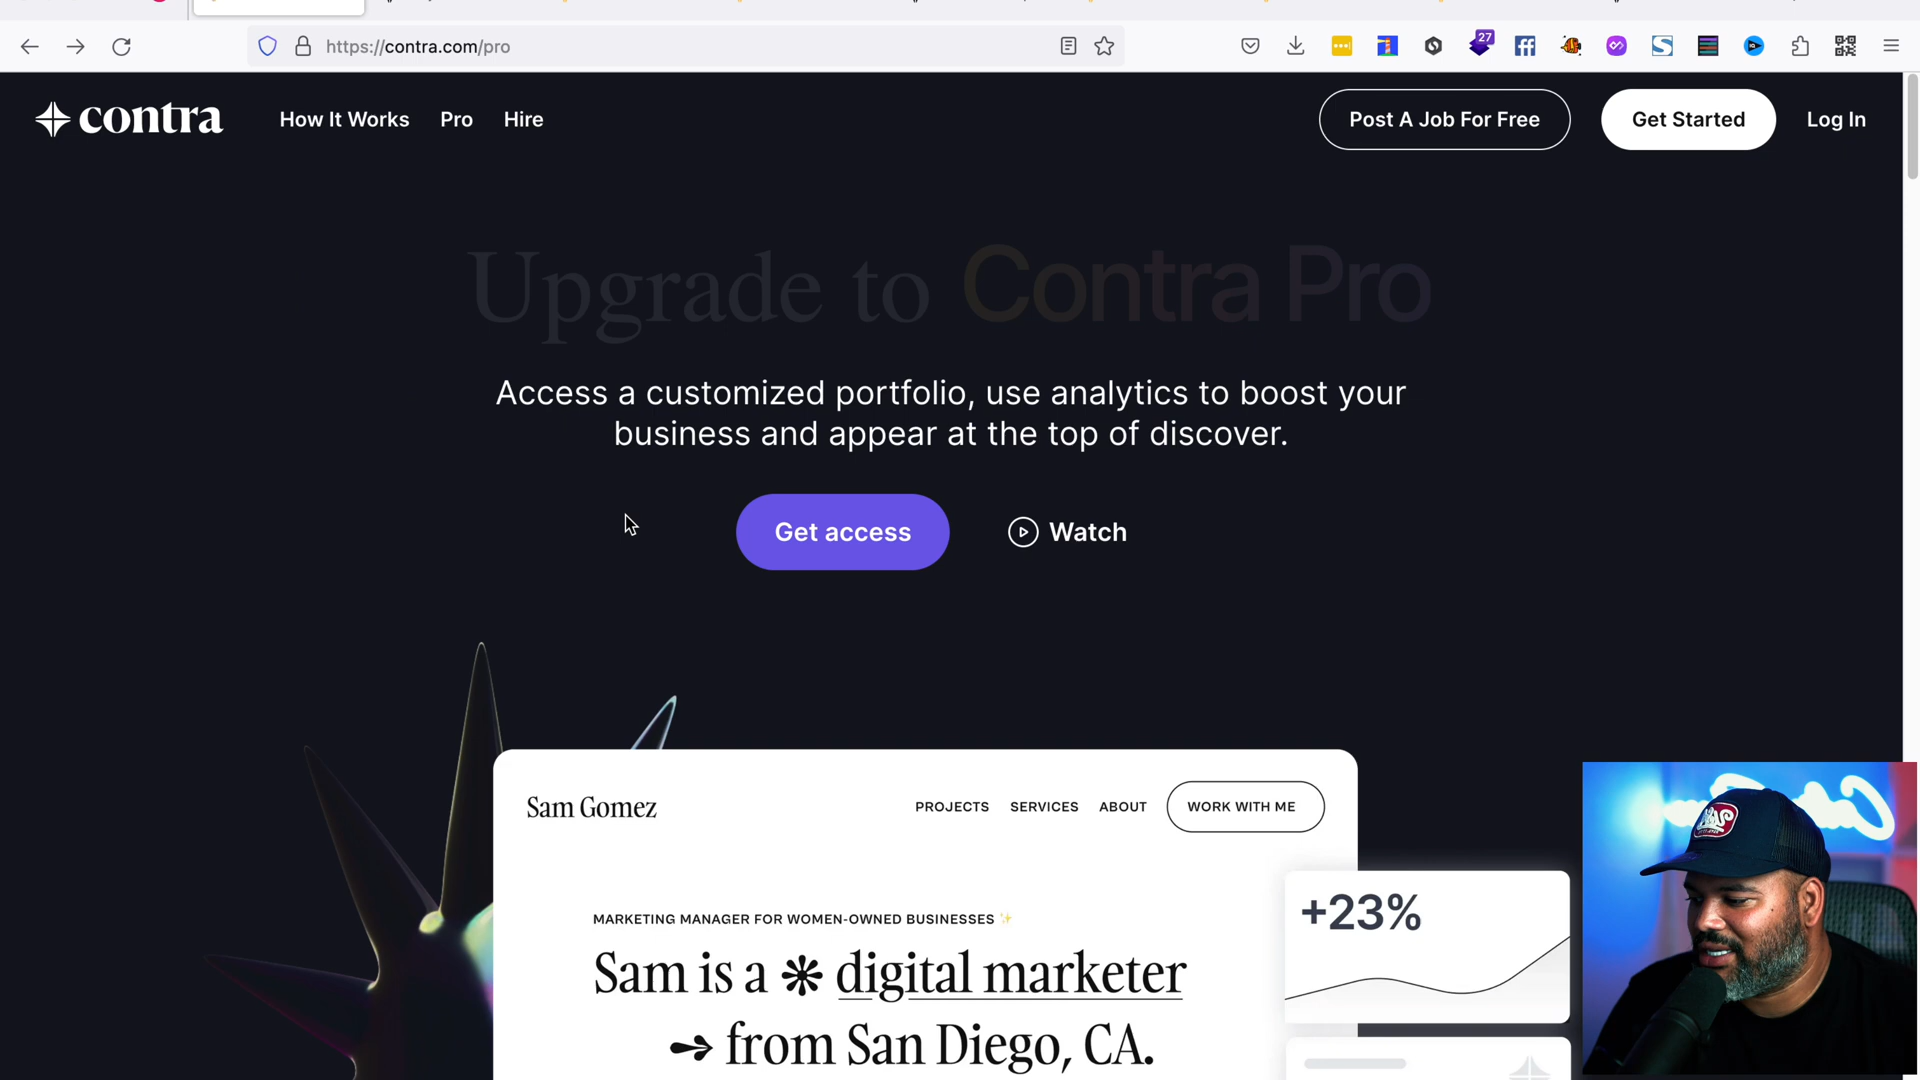 https://contra.com/pro
27
contra
How It Works
Pro
Hire
Post A Job For Free
Get Started
Log In
Upgrade to Contra Pro
Access a customized portfolio, use analytics to boost your
business and appear at the top of discover.
Get access
Watch
Sam Gomez
PROJECTS
SERVICES
ABOUT
WORK WITH ME
+23%
MARKETING MANAGER FOR WOMEN-OWNED BUSINESSES
Sam is a ❋ digital marketer
from San Diego, CA.